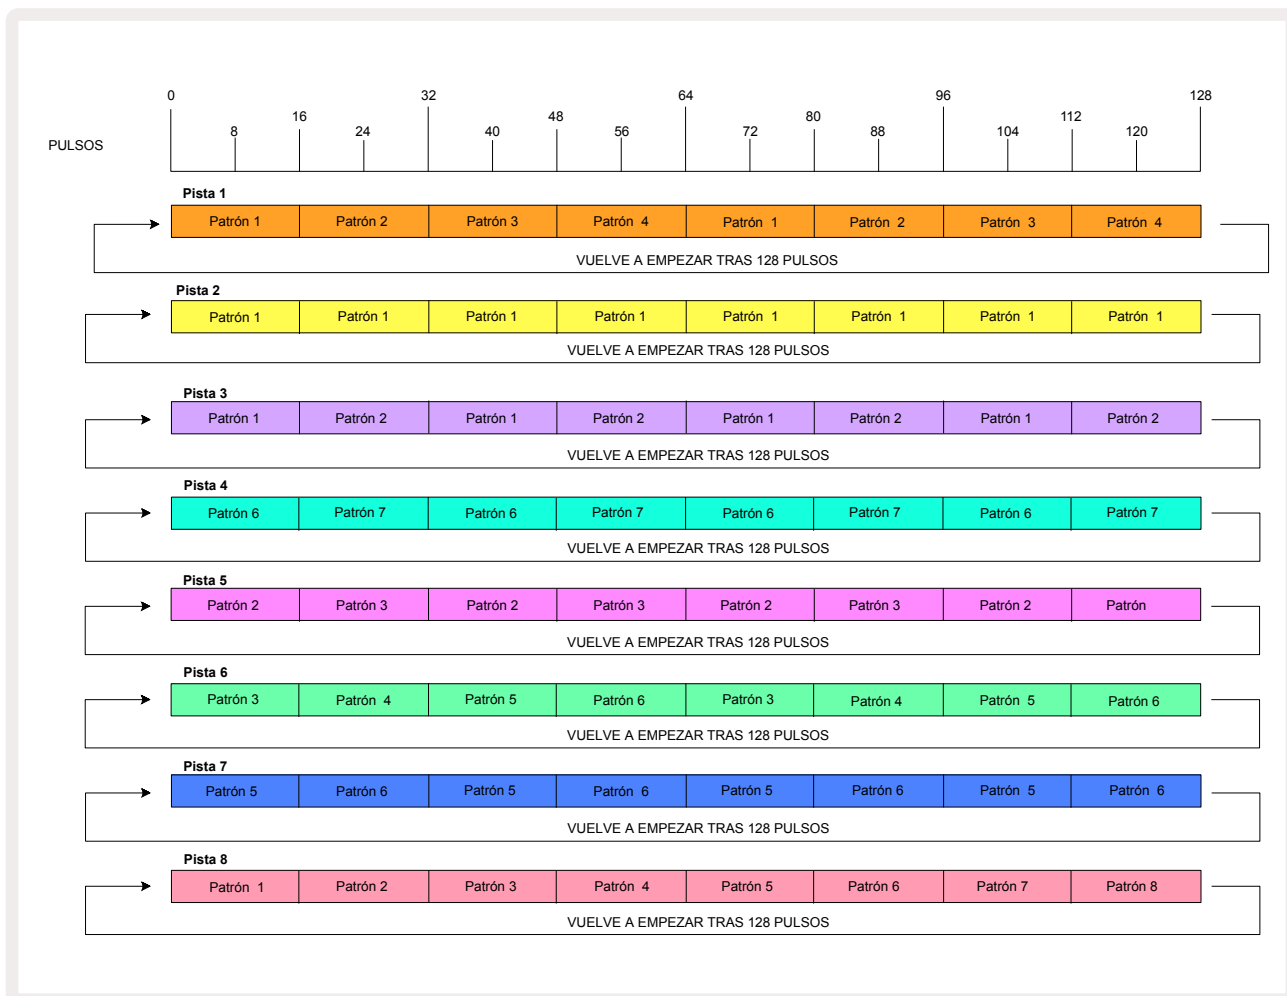 0 32 64 96 128
16 48 80 112
8 24 40 56 72 88 104 120
PULSOS
Pista 1
Patrón 1 Patrón 2 Patrón 3 Patrón 4 Patrón 1 Patrón 2 Patrón 3 Patrón 4
VUELVE A EMPEZAR TRAS 128 PULSOS
Pista 2
Patrón 1 Patrón 1 Patrón 1 Patrón 1 Patrón 1 Patrón 1 Patrón 1 Patrón 1
VUELVE A EMPEZAR TRAS 128 PULSOS
Pista 3
Patrón 1 Patrón 2 Patrón 1 Patrón 2 Patrón 1 Patrón 2 Patrón 1 Patrón 2
VUELVE A EMPEZAR TRAS 128 PULSOS
Pista 4
Patrón 6 Patrón 7 Patrón 6 Patrón 7 Patrón 6 Patrón 7 Patrón 6 Patrón 7
VUELVE A EMPEZAR TRAS 128 PULSOS
Pista 5
Patrón 2 Patrón 3 Patrón 2 Patrón 3 Patrón 2 Patrón 3 Patrón 2 Patrón
VUELVE A EMPEZAR TRAS 128 PULSOS
Pista 6
Patrón 3 Patrón 4 Patrón 5 Patrón 6 Patrón 3 Patrón 4 Patrón 5 Patrón 6
VUELVE A EMPEZAR TRAS 128 PULSOS
Pista 7
Patrón 5 Patrón 6 Patrón 5 Patrón 6 Patrón 5 Patrón 6 Patrón 5 Patrón 6
VUELVE A EMPEZAR TRAS 128 PULSOS
Pista 8
Patrón 1 Patrón 2 Patrón 3 Patrón 4 Patrón 5 Patrón 6 Patrón 7 Patrón 8
VUELVE A EMPEZAR TRAS 128 PULSOS